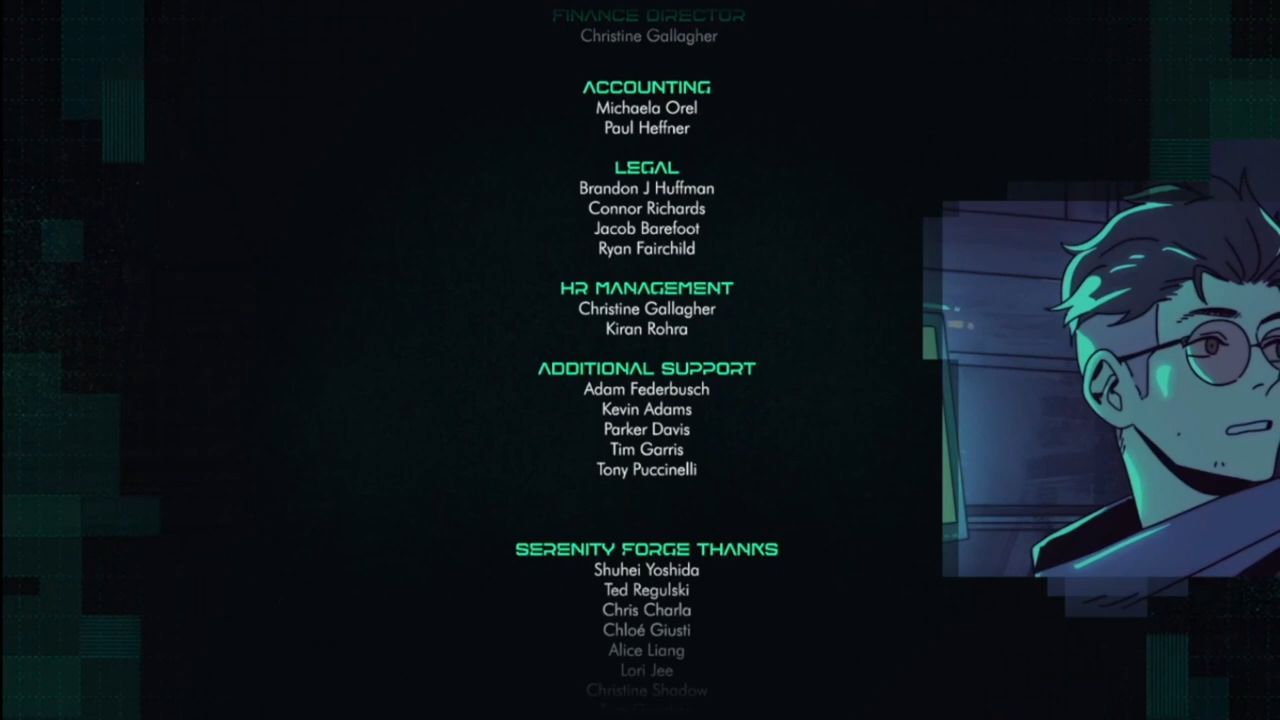 FINANCE DIRECTOR
Christine Gallagher
ACCOUNTING
Michaela Orel
Paul Heffner
LEGAL
Brandon J Huffman
Connor Richards
Jacob Barefoot
Ryan Fairchild
HR MANAGEMENT
Christine Gallagher
Kiran Rohra
ADDITIONAL SUPPORT
Adam Federbusch
Kevin Adams
Parker Davis
Tim Garris
Tony Puccinelli
SERENITY FORGE THANKS
Shuhei Yoshida
Ted Regulski
Chris Charla
Chloé Giusti
Alice Liang
Lori Jee
Christine Shadow